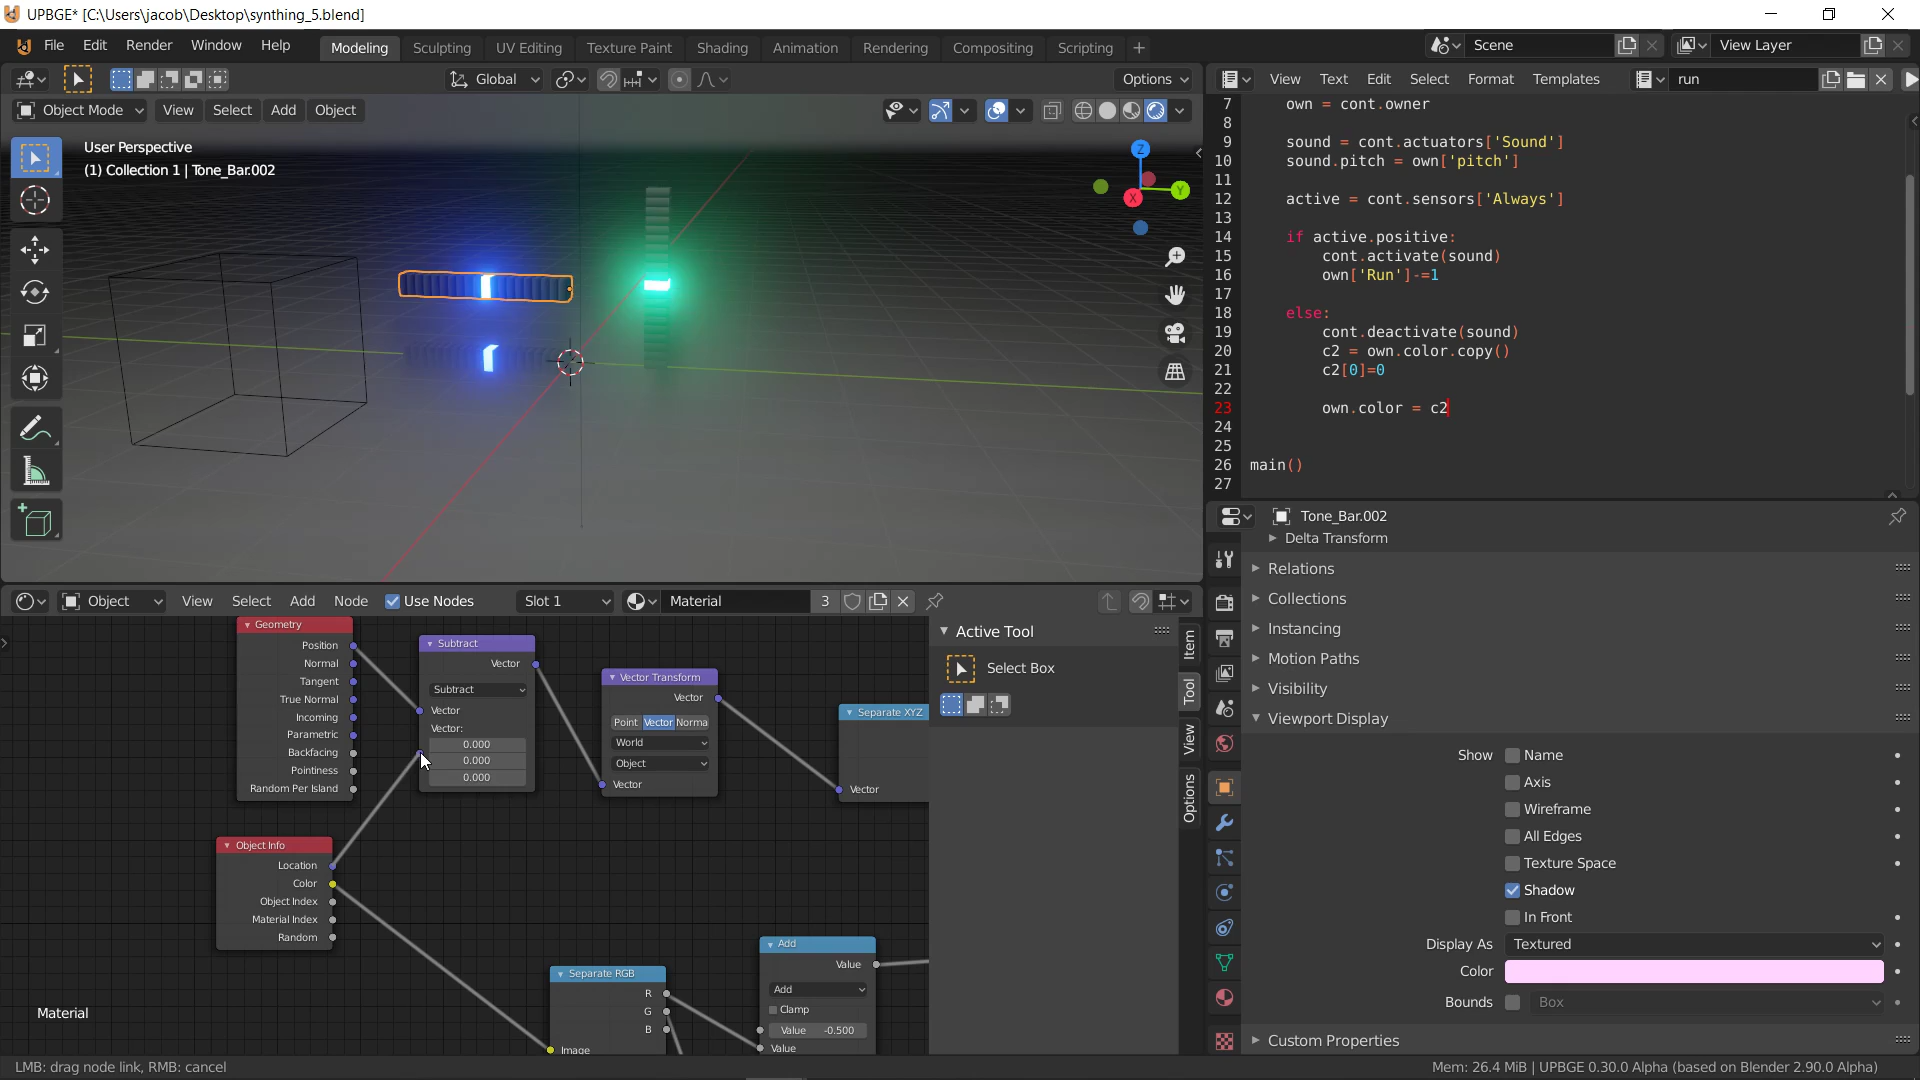 UPBGE* [C:\Users\jacob\Desktop\synthing_5.blend]
File Edit Render Window Help
Modeling Sculpting UV Editing Texture Paint Shading Animation Rendering Compositing Scripting +
Scene
View Layer
Global
Options
Object Mode View Select Add Object
User Perspective
(1) Collection 1 | Tone_Bar.002
Z
Y
X
View Text Edit Select Format Templates run
7 own = cont.owner
8
9 sound = cont.actuators['Sound']
10 sound.pitch = own['pitch']
11
12 active = cont.sensors['Always']
13
14 if active.positive:
15 cont.activate(sound)
16 own['Run']-=1
17
18 else:
19 cont.deactivate(sound)
20 c2 = own.color.copy()
21 c2[0]=0
22
23 own.color = c2
24
25
26 main()
27
Object View Select Add Node Use Nodes Slot 1 Material 3
Geometry
Position
Normal
Tangent
True Normal
Incoming
Parametric
Backfacing
Pointiness
Random Per Island
Subtract
Vector
Subtract
Vector
Vector:
0.000
0.000
0.000
Vector Transform
Vector
Point Vector Norma
World
Object
Vector
Separate XYZ
Vector
Object Info
Location
Color
Object Index
Material Index
Random
Separate RGB
R
G
B
Image
Add
Value
Add
Clamp
Value -0.500
Value
Material
Active Tool
Select Box
Item
Tool
View
Options
Tone_Bar.002
Delta Transform
Relations
Collections
Instancing
Motion Paths
Visibility
Viewport Display
Show Name
Axis
Wireframe
All Edges
Texture Space
Shadow
In Front
Display As Textured
Color
Bounds Box
Custom Properties
LMB: drag node link, RMB: cancel
Mem: 26.4 MiB | UPBGE 0.30.0 Alpha (based on Blender 2.90.0 Alpha)